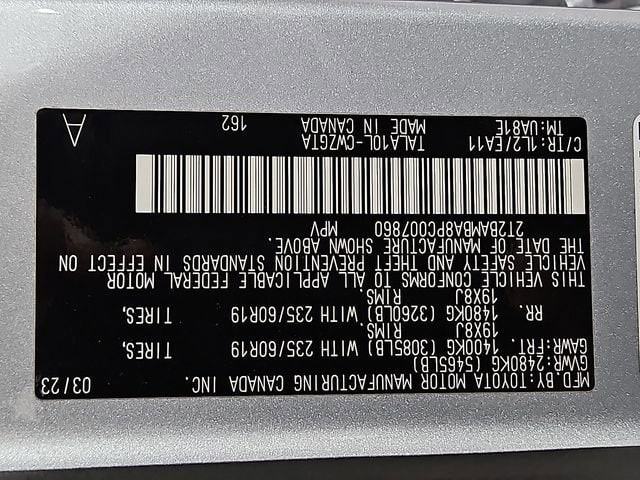 MFD.BY:TOYOTA MOTOR MANUFACTURING CANADA INC. 03/23
GVWR:2480KG (5465LB)
GAWR:FRT. 1400KG (3085LB) WITH 235/60R19 TIRES,
19X8J RIMS.
RR. 1480KG (3260LB) WITH 235/60R19 TIRES,
19X8J RIMS.
THIS VEHICLE CONFORMS TO ALL APPLICABLE FEDERAL MOTOR
VEHICLE SAFETY AND THEFT PREVENTION STANDARDS IN EFFECT ON
THE DATE OF MANUFACTURE SHOWN ABOVE.
2T2BAMBA8PC007860 MPV
C/TR:1L2/EA11 TALA10L-CWZGTA
TM:UA81E MADE IN CANADA 162
A